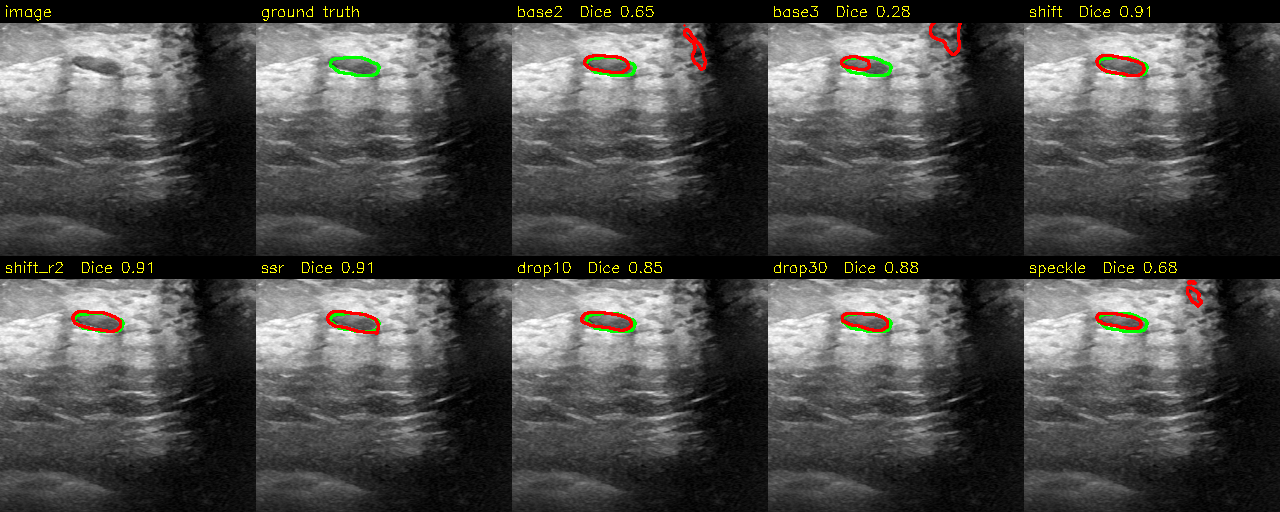 image
ground truth
base2 Dice 0.65
base3 Dice 0.28
shift Dice 0.91
shift_r2 Dice 0.91
ssr Dice 0.91
drop10 Dice 0.85
drop30 Dice 0.88
speckle Dice 0.68